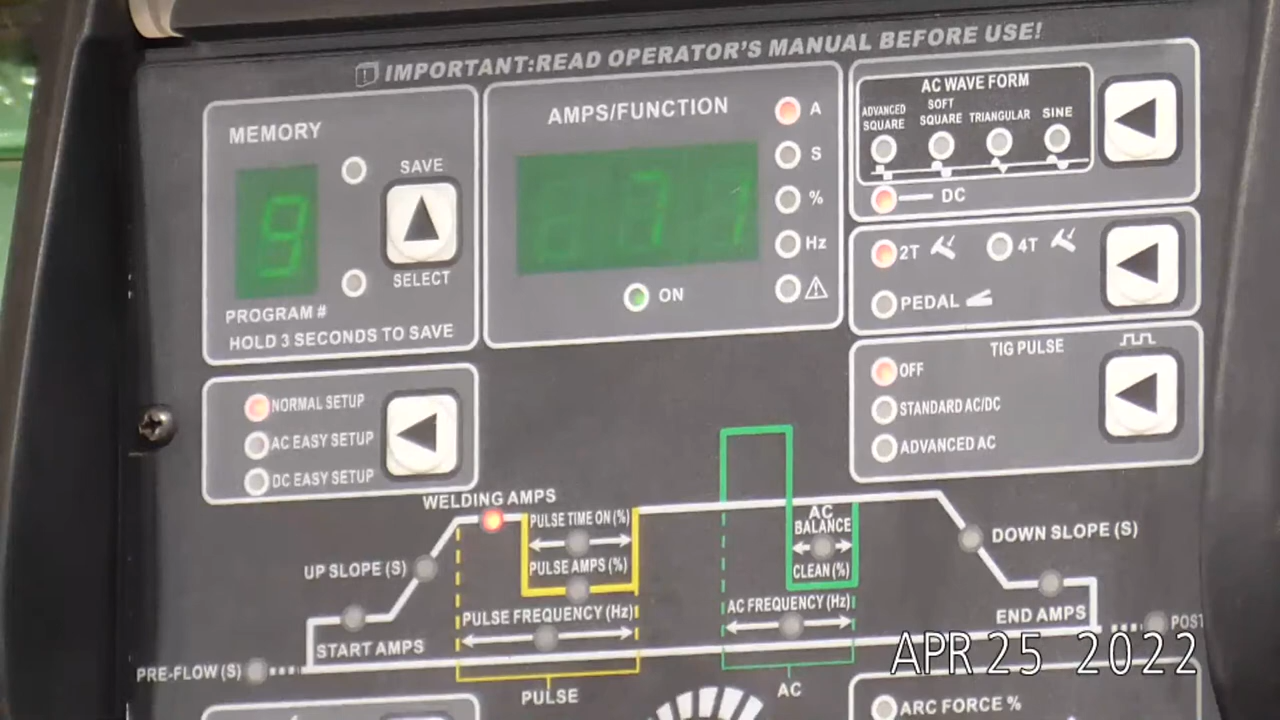 IMPORTANT:READ OPERATOR'S MANUAL BEFORE USE!
MEMORY
9
SAVE
SELECT
PROGRAM #
HOLD 3 SECONDS TO SAVE
AMPS/FUNCTION
77
A
S
%
Hz
ON
AC WAVE FORM
ADVANCED SQUARE
SOFT SQUARE
TRIANGULAR
SINE
DC
2T
4T
PEDAL
TIG PULSE
OFF
STANDARD AC/DC
ADVANCED AC
NORMAL SETUP
AC EASY SETUP
DC EASY SETUP
WELDING AMPS
PULSE TIME ON (%)
PULSE AMPS (%)
PULSE FREQUENCY (Hz)
UP SLOPE (S)
START AMPS
PRE-FLOW (S)
PULSE
AC
BALANCE
CLEAN (%)
AC FREQUENCY (Hz)
AC
DOWN SLOPE (S)
END AMPS
POST
APR 25 2022
ARC FORCE %